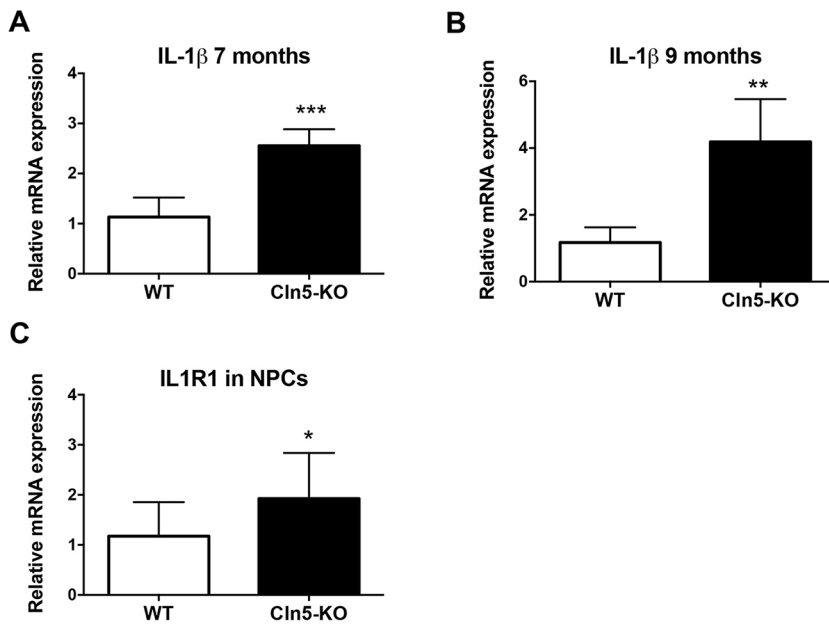 A
IL-1β 7 months
Relative mRNA expression
4
3
2
1
0
***
WT
Cln5-KO
B
IL-1β 9 months
Relative mRNA expression
6
4
2
0
**
WT
Cln5-KO
C
IL1R1 in NPCs
Relative mRNA expression
4
3
2
1
0
*
WT
Cln5-KO